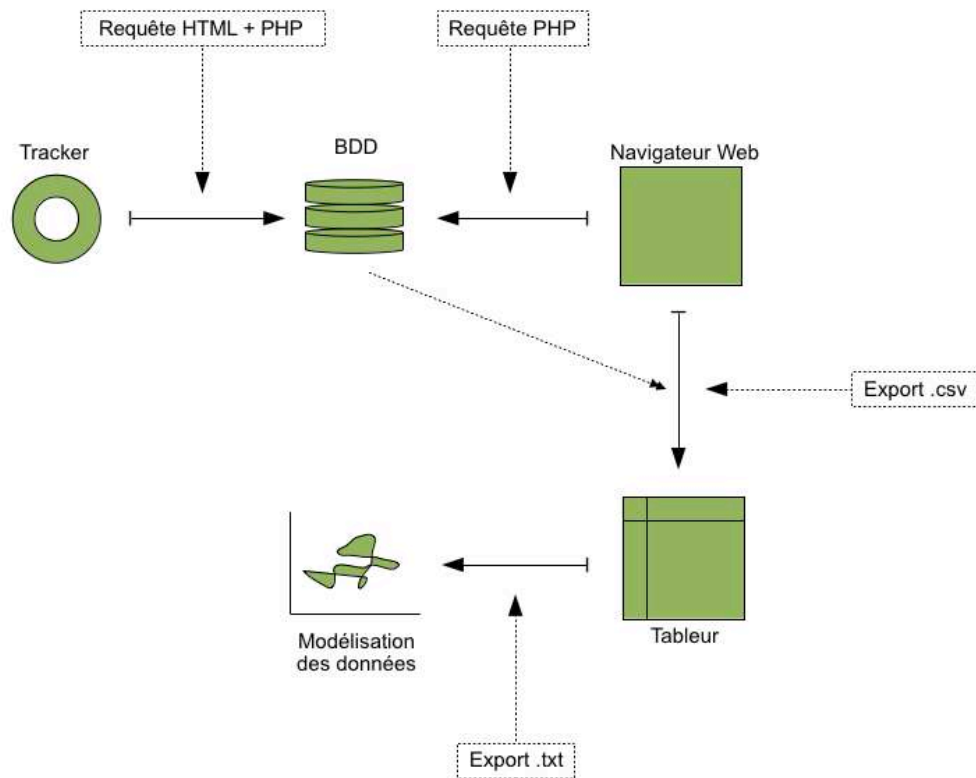 Requête HTML + PHP
Requête PHP
Tracker
BDD
Navigateur Web
Export .csv
Modélisation
des données
Tableur
Export .txt